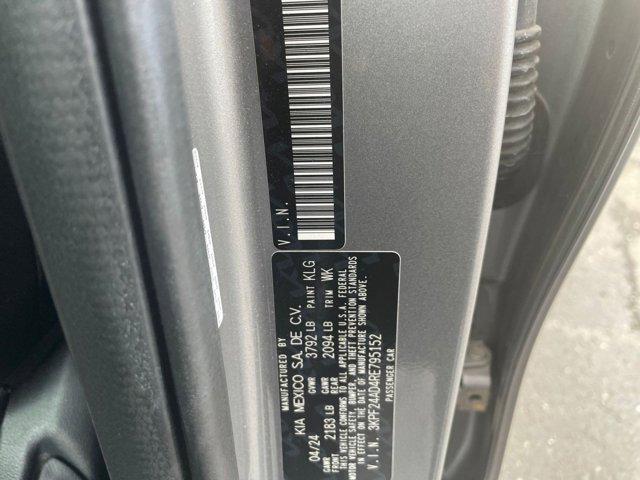 V.I.N.
MANUFACTURED BY
KIA MEXICO S.A. DE C.V.
04/24 GVWR 3792 LB PAINT KLG
GAWR FRONT 2183 LB GAWR REAR 2094 LB TRIM WK
THIS VEHICLE CONFORMS TO ALL APPLICABLE U.S.A. FEDERAL
MOTOR VEHICLE SAFETY, BUMPER, AND THEFT PREVENTION STANDARDS
IN EFFECT ON THE DATE OF MANUFACTURE SHOWN ABOVE.
V.I.N. 3KPF24AD4RE795152
PASSENGER CAR